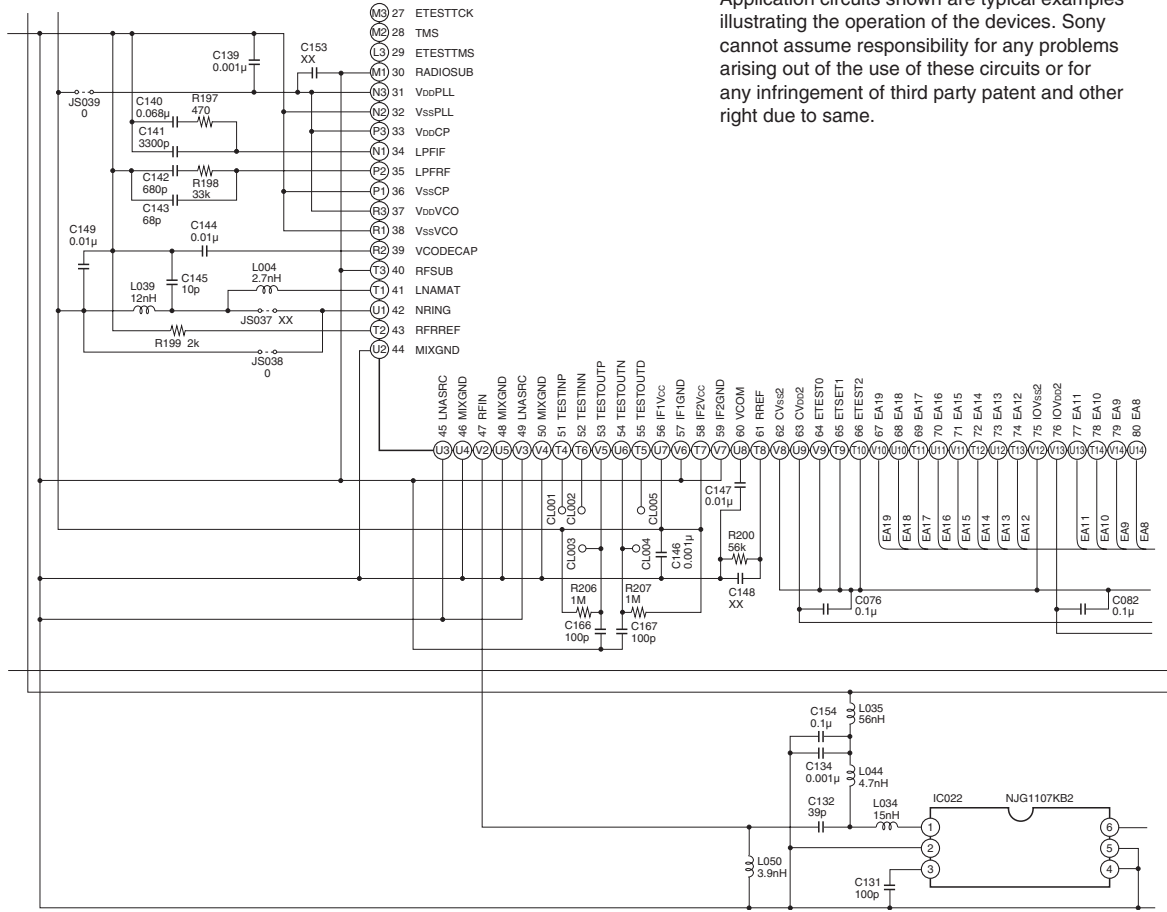 Application circuits shown are typical examples
illustrating the operation of the devices. Sony
cannot assume responsibility for any problems
arising out of the use of these circuits or for
any infringement of third party patent and other
right due to same.
M3 27 ETESTTCK
M2 28 TMS
L3 29 ETESTTMS
M1 30 RADIOSUB
N3 31 VDDPLL
N2 32 VSSPLL
P3 33 VDDCP
N1 34 LPFIF
P2 35 LPFRF
P1 36 VSSCP
R3 37 VDDVCO
R1 38 VSSVCO
R2 39 VCODECAP
T3 40 RFSUB
T1 41 LNAMAT
U1 42 NRING
T2 43 RFRREF
U2 44 MIXGND
C139
0.001µ
C153
XX
JS039
0
C140
0.068µ
R197
470
C141
3300p
C142
680p
R198
33k
C143
68p
C149
0.01µ
C144
0.01µ
C145
10p
L004
2.7nH
L039
12nH
JS037 XX
R199 2k
JS038
0
U3 45 LNASRC
U4 46 MIXGND
V2 47 RFIN
U5 48 MIXGND
V3 49 LNASRC
V4 50 MIXGND
T4 51 TESTINP
T6 52 TESTINN
V5 53 TESTOUTP
U6 54 TESTOUTN
T5 55 TESTOUTD
U7 56 IF1VCC
V6 57 IF1GND
T7 58 IF2VCC
V7 59 IF2GND
U8 60 VCOM
T8 61 RREF
V8 62 CVSS2
U9 63 CVDD2
V9 64 ETEST0
T9 65 ETSET1
T10 66 ETEST2
V10 67 EA19
U10 68 EA18
T11 69 EA17
U11 70 EA16
V11 71 EA15
T12 72 EA14
U12 73 EA13
T13 74 EA12
V12 75 IOVSS2
V13 76 IOVDD2
U13 77 EA11
T14 78 EA10
V14 79 EA9
U14 80 EA8
CL001
CL002
CL003
CL004
CL005
C146
0.001µ
C147
0.01µ
R200
56k
C148
XX
R206
1M
R207
1M
C166
100p
C167
100p
EA19
EA18
EA17
EA16
EA15
EA14
EA13
EA12
EA11
EA10
EA9
EA8
C076
0.1µ
C082
0.1µ
C154
0.1µ
L035
56nH
C134
0.001µ
L044
4.7nH
C132
39p
L034
15nH
L050
3.9nH
C131
100p
IC022 NJG1107KB2
1
2
3
6
5
4